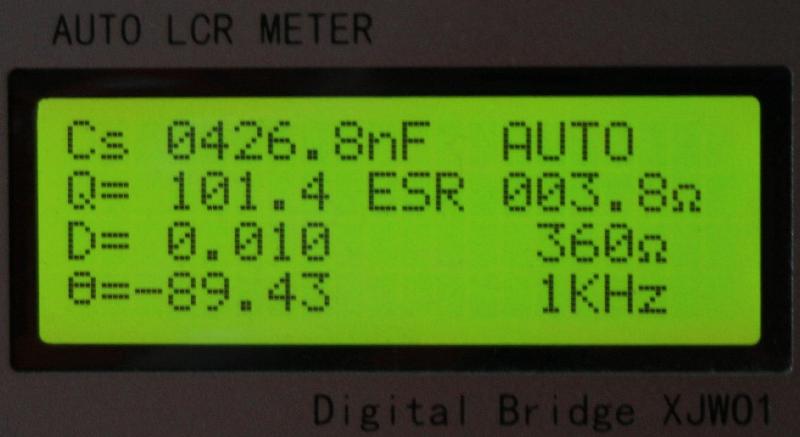 AUTO LCR METER
Cs 0426.8nF AUTO
Q= 101.4 ESR 003.8Ω
D= 0.010 360Ω
θ=-89.43 1KHz
Digital Bridge XJW01